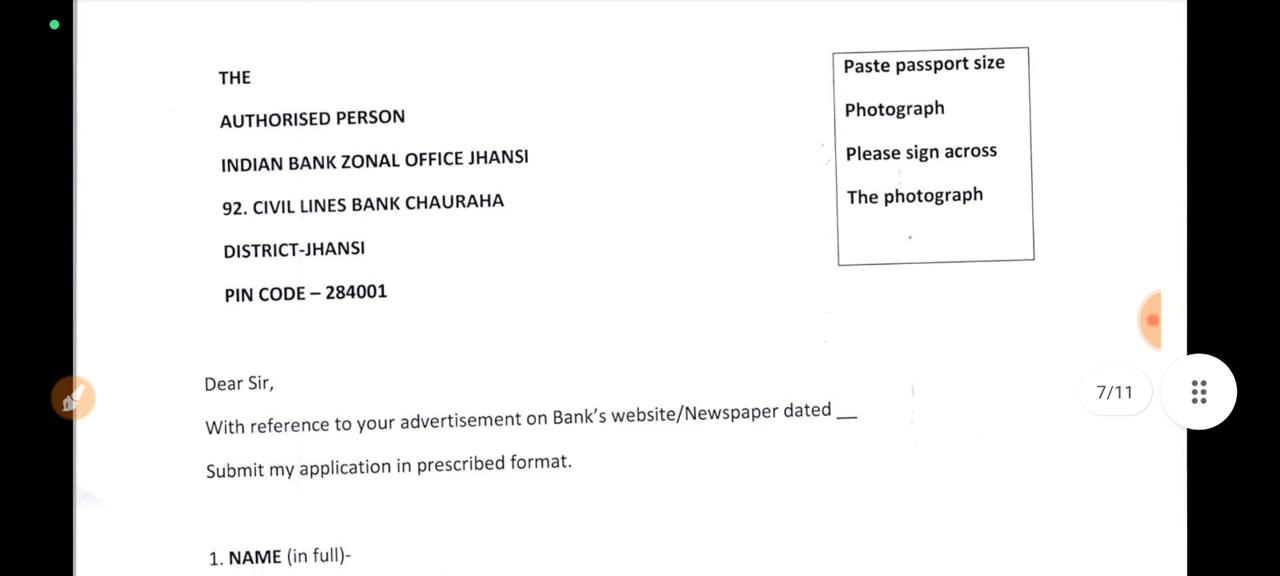 THE
AUTHORISED PERSON
INDIAN BANK ZONAL OFFICE JHANSI
92. CIVIL LINES BANK CHAURAHA
DISTRICT-JHANSI
PIN CODE – 284001
Paste passport size
Photograph
Please sign across
The photograph
Dear Sir,
With reference to your advertisement on Bank's website/Newspaper dated __
Submit my application in prescribed format.
1. NAME (in full)-
7/11